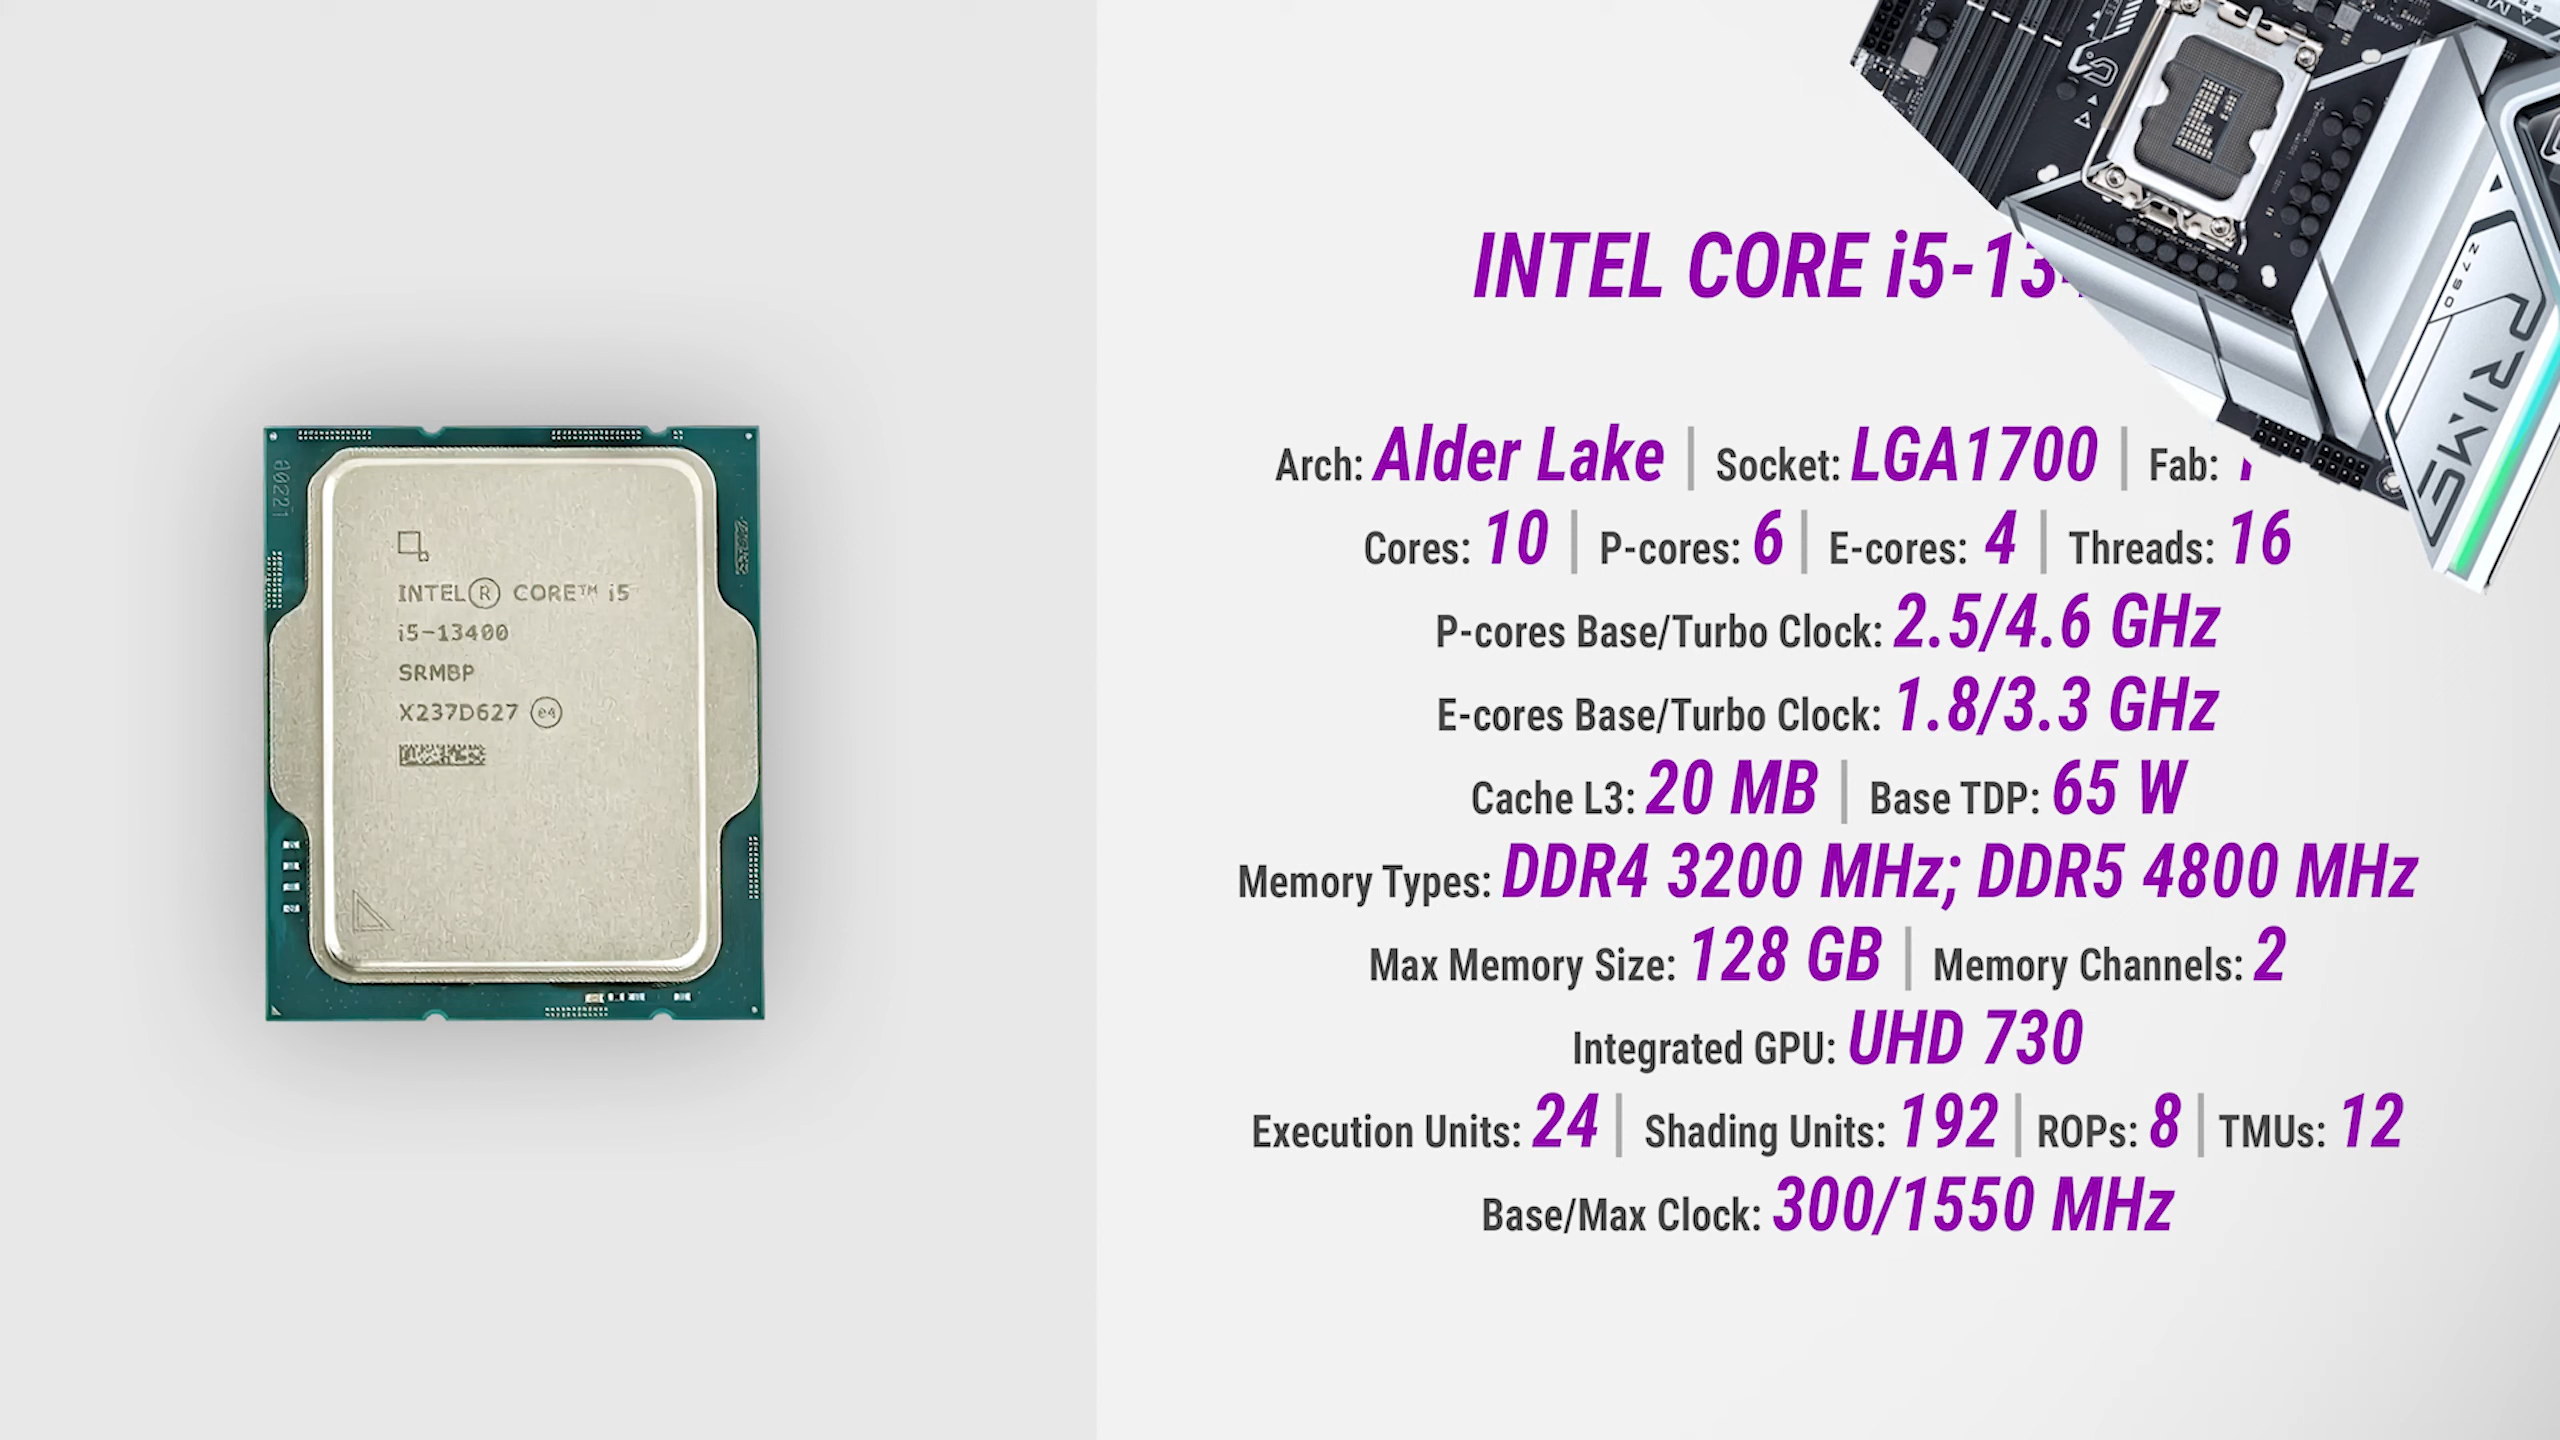 INTEL® CORE™ i5
i5-13400
SRMBP
X237D627 e4
INTEL CORE i5-13
Arch: Alder Lake | Socket: LGA1700 | Fab:
Cores: 10 | P-cores: 6 | E-cores: 4 | Threads: 16
P-cores Base/Turbo Clock: 2.5/4.6 GHz
E-cores Base/Turbo Clock: 1.8/3.3 GHz
Cache L3: 20 MB | Base TDP: 65 W
Memory Types: DDR4 3200 MHz; DDR5 4800 MHz
Max Memory Size: 128 GB | Memory Channels: 2
Integrated GPU: UHD 730
Execution Units: 24 | Shading Units: 192 | ROPs: 8 | TMUs: 12
Base/Max Clock: 300/1550 MHz
Z790
PRIME